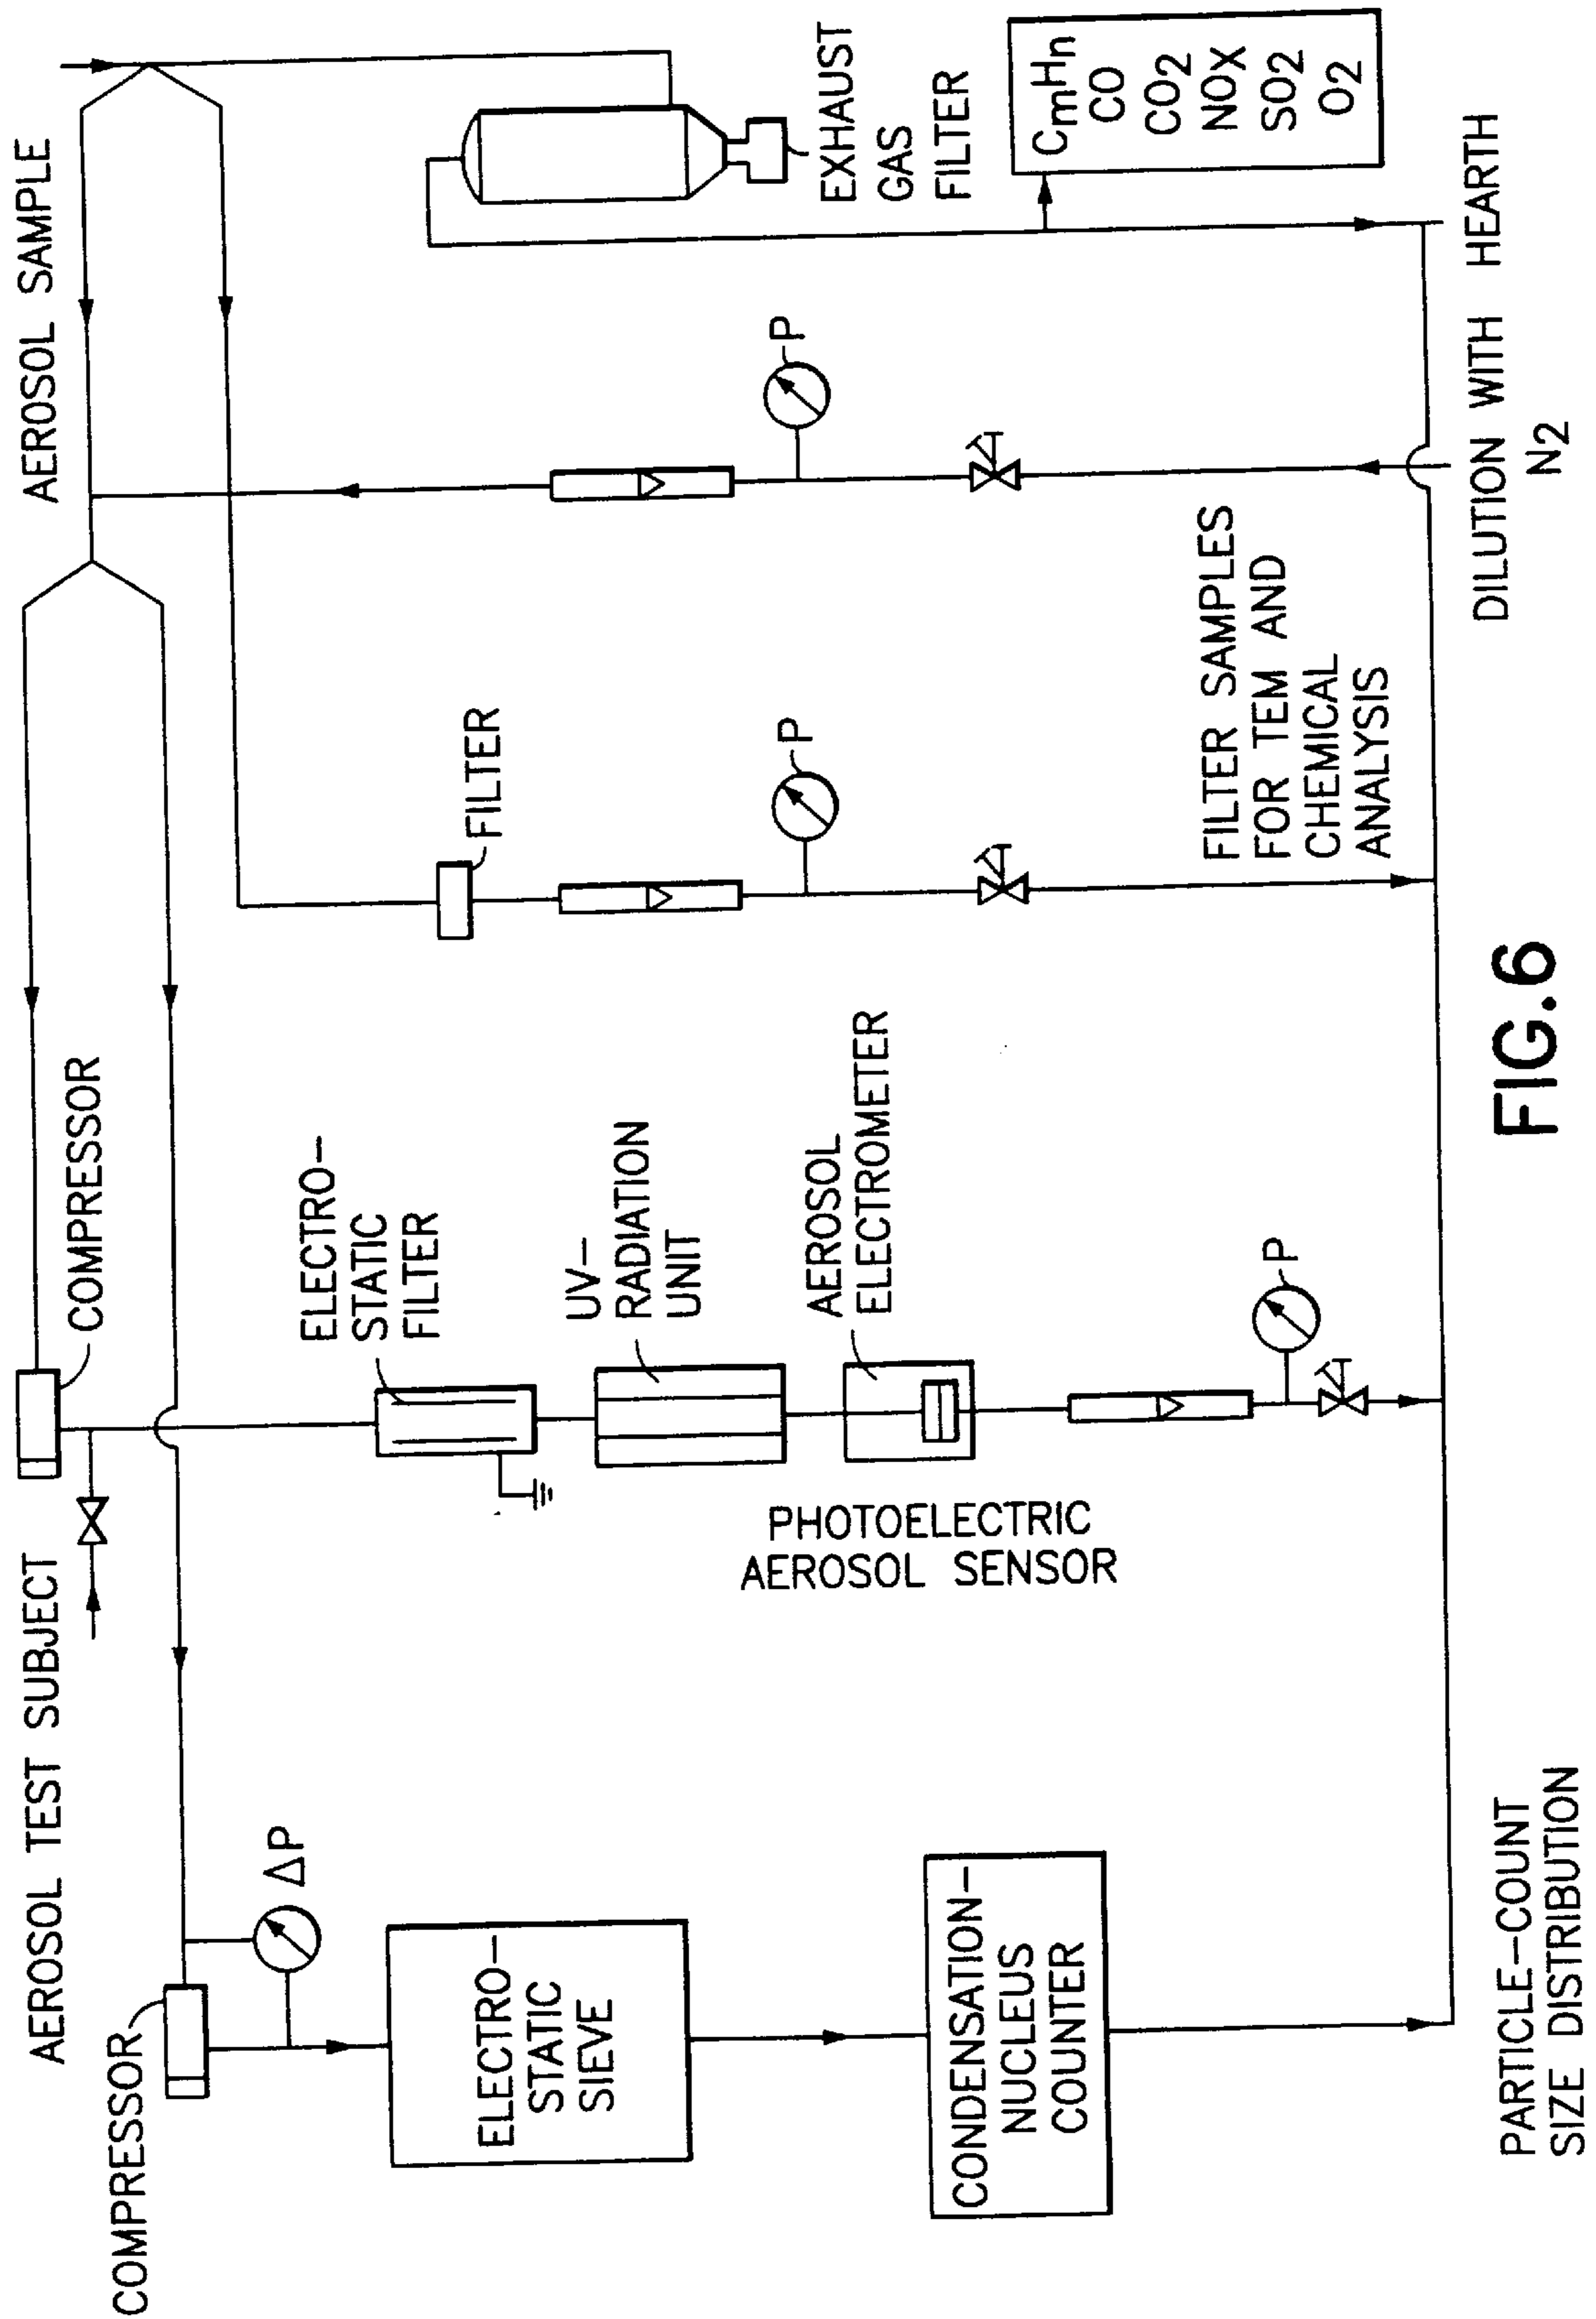 AEROSOL TEST SUBJECT
AEROSOL SAMPLE
COMPRESSOR
COMPRESSOR
ΔP
ELECTRO–
STATIC
SIEVE
CONDENSATION–
NUCLEUS
COUNTER
ELECTRO–
STATIC
FILTER
UV–
RADIATION
UNIT
AEROSOL
ELECTROMETER
PHOTOELECTRIC
AEROSOL SENSOR
P
FILTER
P
FILTER SAMPLES
FOR TEM AND
CHEMICAL
ANALYSIS
P
EXHAUST
GAS
FILTER
CmHn
CO
CO2
NOX
SO2
O2
PARTICLE–COUNT
SIZE DISTRIBUTION
DILUTION WITH
N2
HEARTH
FIG.6